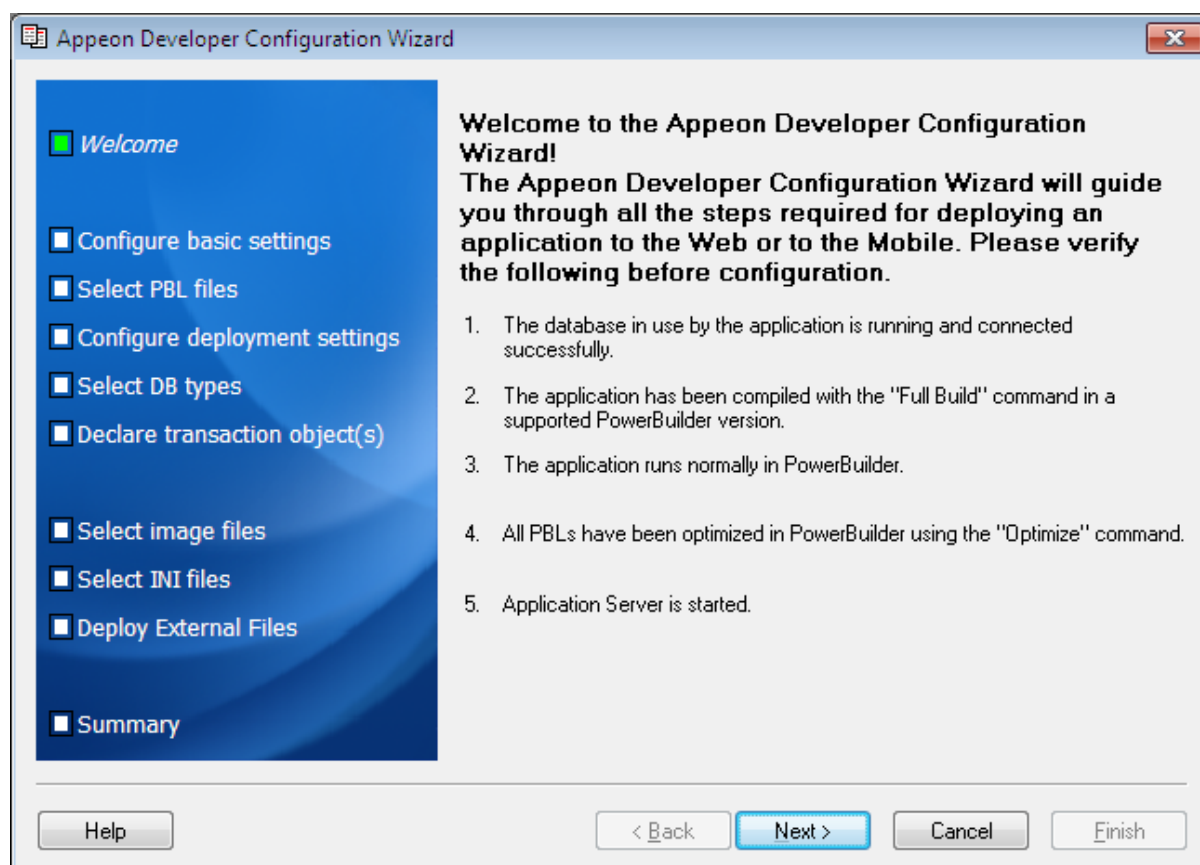 Appeon Developer Configuration Wizard
Welcome
Configure basic settings
Select PBL files
Configure deployment settings
Select DB types
Declare transaction object(s)
Select image files
Select INI files
Deploy External Files
Summary
Welcome to the Appeon Developer Configuration
Wizard!
The Appeon Developer Configuration Wizard will guide
you through all the steps required for deploying an
application to the Web or to the Mobile. Please verify
the following before configuration.
1. The database in use by the application is running and connected
successfully.
2. The application has been compiled with the "Full Build" command in a
supported PowerBuilder version.
3. The application runs normally in PowerBuilder.
4. All PBLs have been optimized in PowerBuilder using the "Optimize" command.
5. Application Server is started.
Help
< Back
Next >
Cancel
Finish